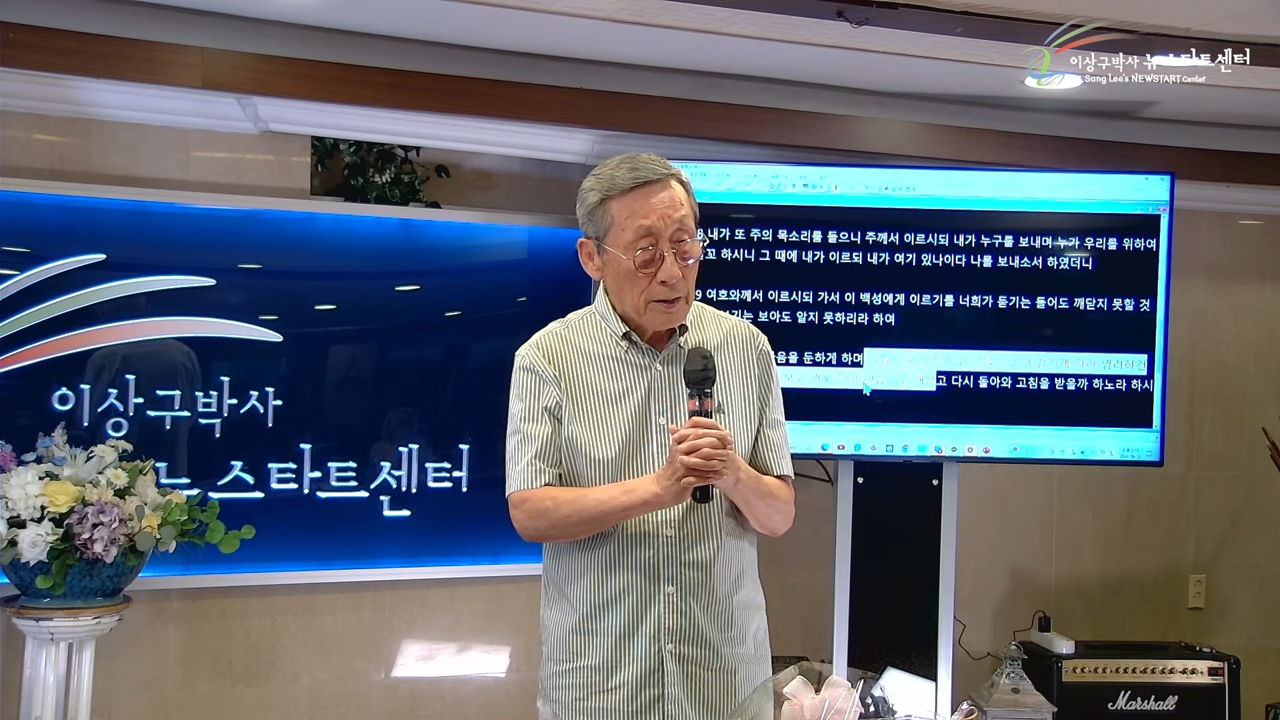 이상구박사 뉴스타트센터
Sang Lee's NEWSTART Center
8 내가 또 주의 목소리를 들으니 주께서 이르시되 내가 누구를 보내며 누가 우리를 위하여
꼬 하시니 그 때에 내가 이르되 내가 여기 있나이다 나를 보내소서 하였더니
9 여호와께서 이르시되 가서 이 백성에게 이르기를 너희가 듣기는 들어도 깨닫지 못할 것
보기는 보아도 알지 못하리라 하여
둔하게 하며
고 다시 돌아와 고침을 받을까 하노라 하시
이상구박사
뉴스타트센터
Marshall